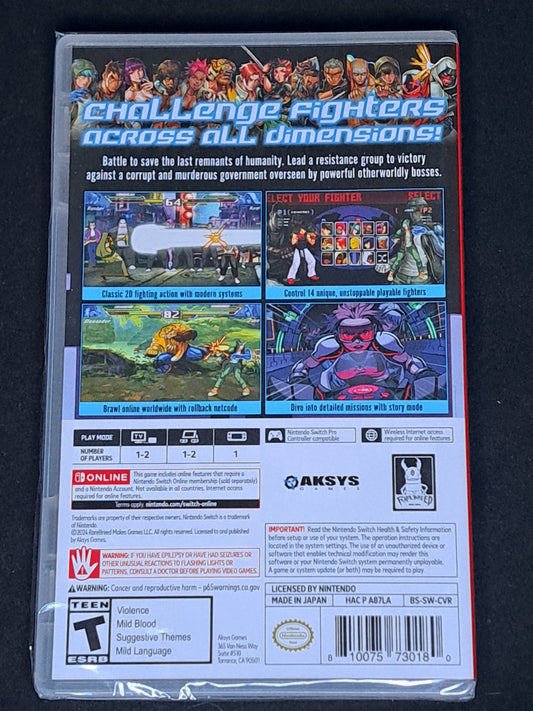 CHALLENGE FIGHTERS
ACROSS ALL DIMENSIONS!
Battle to save the last remnants of humanity. Lead a resistance group to victory
against a corrupt and murderous government overseen by powerful otherworldly bosses.
64
Classic 2D fighting action with modern systems
SELECT YOUR FIGHTER SELECT
P1 P2
Control 14 unique, unstoppable playable fighters
82
Brawl online worldwide with rollback netcode
Dive into detailed missions with story mode
PLAY MODE
TV
NUMBER OF PLAYERS
1-2 1-2 1
Nintendo Switch Pro
Controller compatible
Wireless Internet access
required for online features
ONLINE
This game includes online features that require a
Nintendo Switch Online membership (sold separately)
and a Nintendo Account. Not available in all countries. Internet access
required for online features.
Terms apply. nintendo.com/switch-online
AKSYS
GAMES
Trademarks are property of their respective owners. Nintendo Switch is a trademark
of Nintendo.
©2024 RareBreed Makes Games LLC. All rights reserved. Licensed to and published
by Aksys Games.
WARNING: IF YOU HAVE EPILEPSY OR HAVE HAD SEIZURES OR
OTHER UNUSUAL REACTIONS TO FLASHING LIGHTS OR
PATTERNS, CONSULT A DOCTOR BEFORE PLAYING VIDEO GAMES.
WARNING: Cancer and reproductive harm – p65warnings.ca.gov
IMPORTANT! Read the Nintendo Switch Health & Safety Information
before setup or use of your system. The operation instructions are
located in the system settings. The use of an unauthorized device or
software that enables technical modification may render this
software or your Nintendo Switch system permanently unplayable.
A game or system update (or both) may be required to play.
TEEN
T
ESRB
Violence
Mild Blood
Suggestive Themes
Mild Language
Aksys Games
365 Van Ness Way
Suite #510
Torrance, CA 90501
LICENSED BY NINTENDO
MADE IN JAPAN HAC P AB7LA BS-SW-CVR
Nintendo
8 10075 73018 0